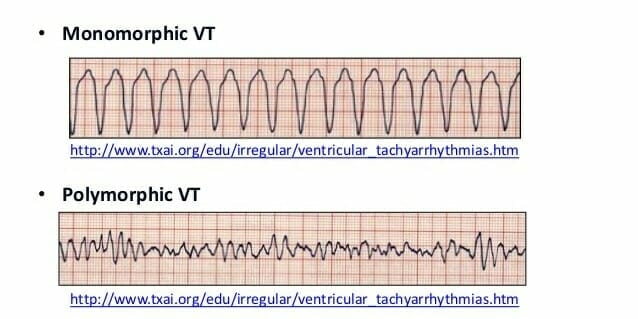 • Monomorphic VT
http://www.txai.org/edu/irregular/ventricular_tachyarrhythmias.htm
• Polymorphic VT
http://www.txai.org/edu/irregular/ventricular_tachyarrhythmias.htm